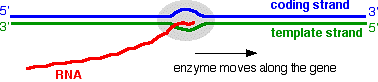 coding strand
5' 3'
3' 5'
template strand
enzyme moves along the gene
RNA